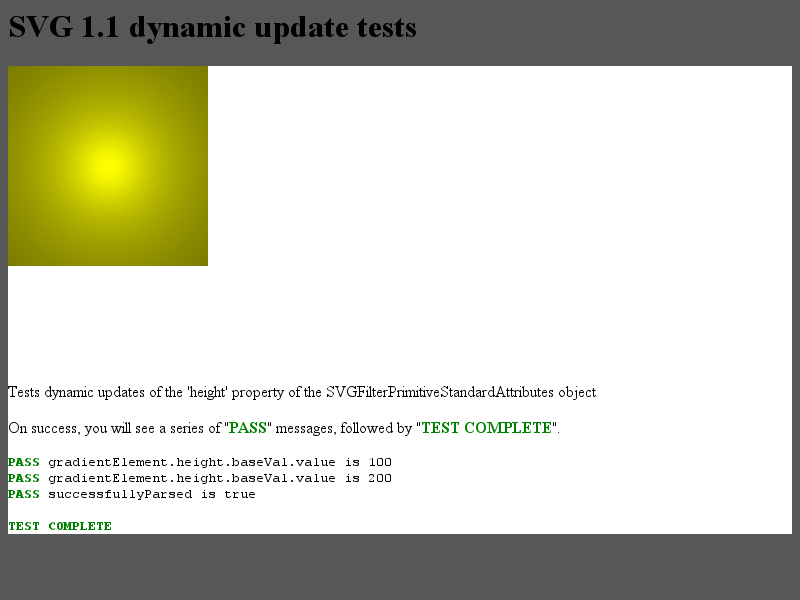 SVG 1.1 dynamic update tests
Tests dynamic updates of the 'height' property of the SVGFilterPrimitiveStandardAttributes object
On success, you will see a series of "PASS" messages, followed by "TEST COMPLETE".
PASS gradientElement.height.baseVal.value is 100
PASS gradientElement.height.baseVal.value is 200
PASS successfullyParsed is true
TEST COMPLETE